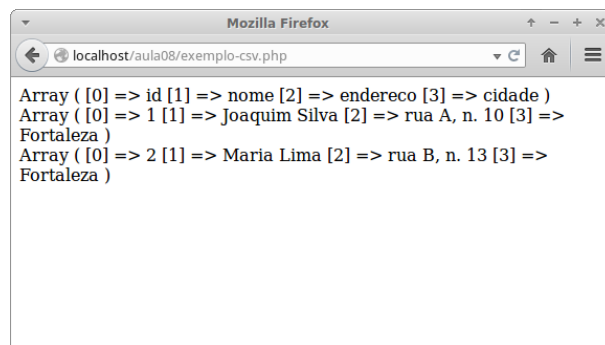 Mozilla Firefox
localhost/aula08/exemplo-csv.php
Array ( [0] => id [1] => nome [2] => endereco [3] => cidade )
Array ( [0] => 1 [1] => Joaquim Silva [2] => rua A, n. 10 [3] =>
Fortaleza )
Array ( [0] => 2 [1] => Maria Lima [2] => rua B, n. 13 [3] =>
Fortaleza )